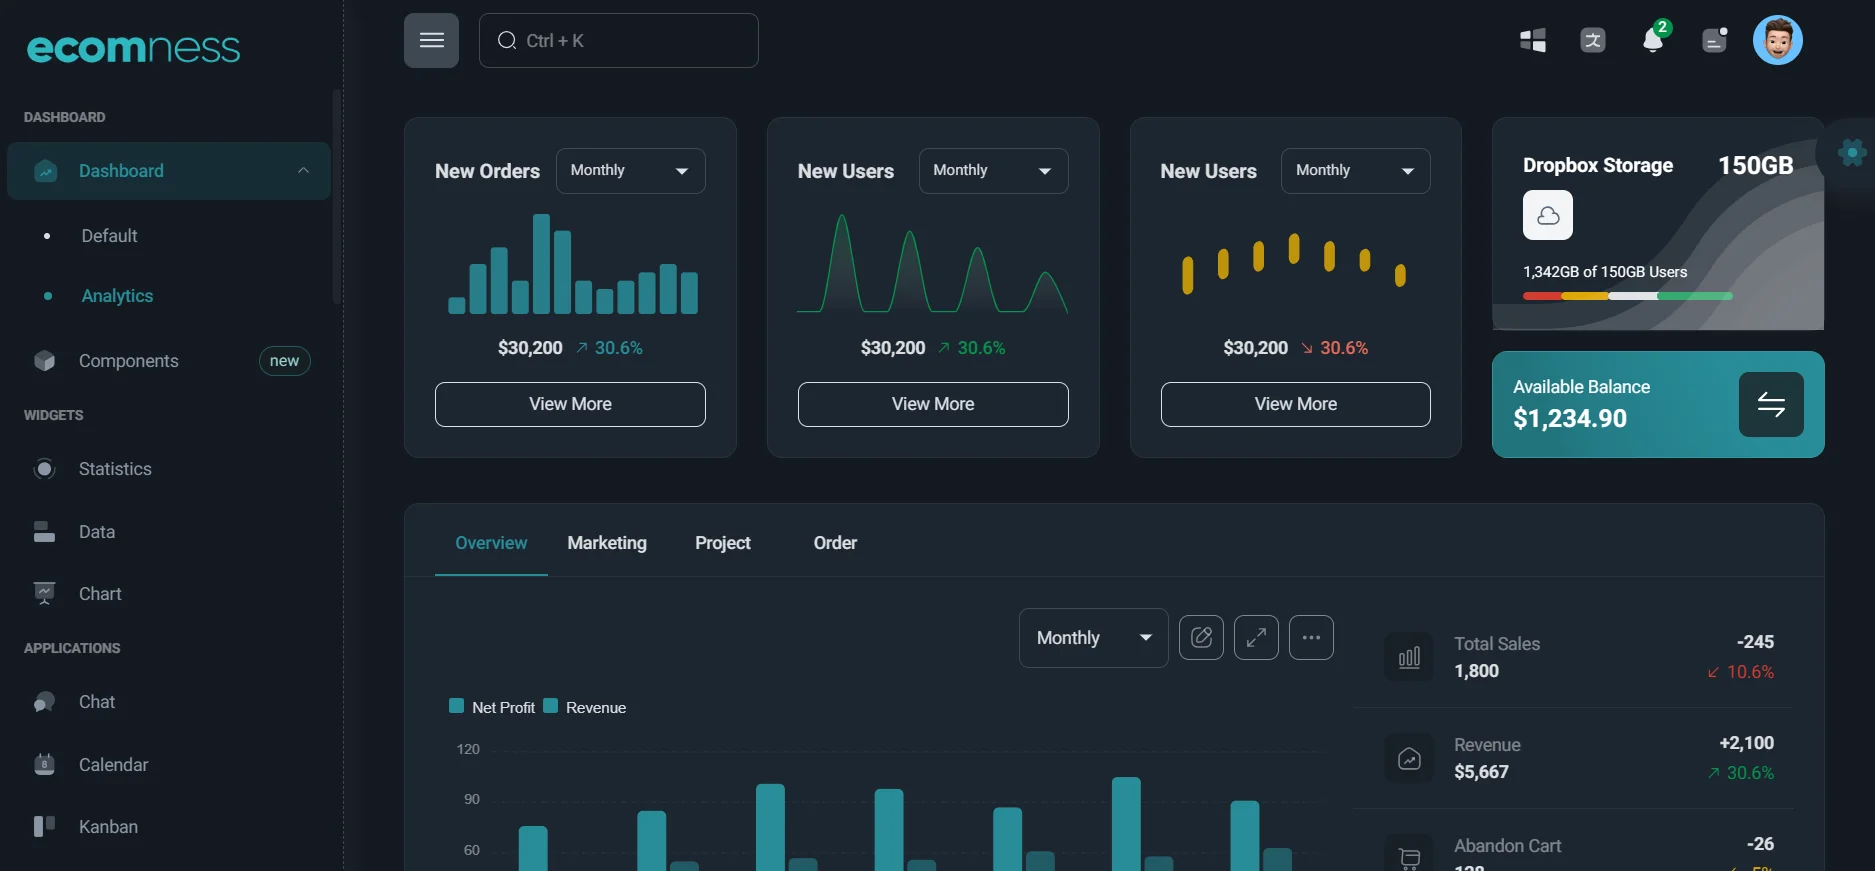 ecomness
Ctrl + K
2
DASHBOARD
Dashboard
Default
Analytics
Components
new
WIDGETS
Statistics
Data
Chart
APPLICATIONS
Chat
8
Calendar
Kanban
New Orders
Monthly
$30,200
30.6%
View More
New Users
Monthly
$30,200
30.6%
View More
New Users
Monthly
$30,200
30.6%
View More
Dropbox Storage
150GB
1,342GB of 150GB Users
Available Balance
$1,234.90
Overview
Marketing
Project
Order
Monthly
Net Profit
Revenue
120
90
60
Total Sales
1,800
-245
10.6%
Revenue
$5,667
+2,100
30.6%
Abandon Cart
-26